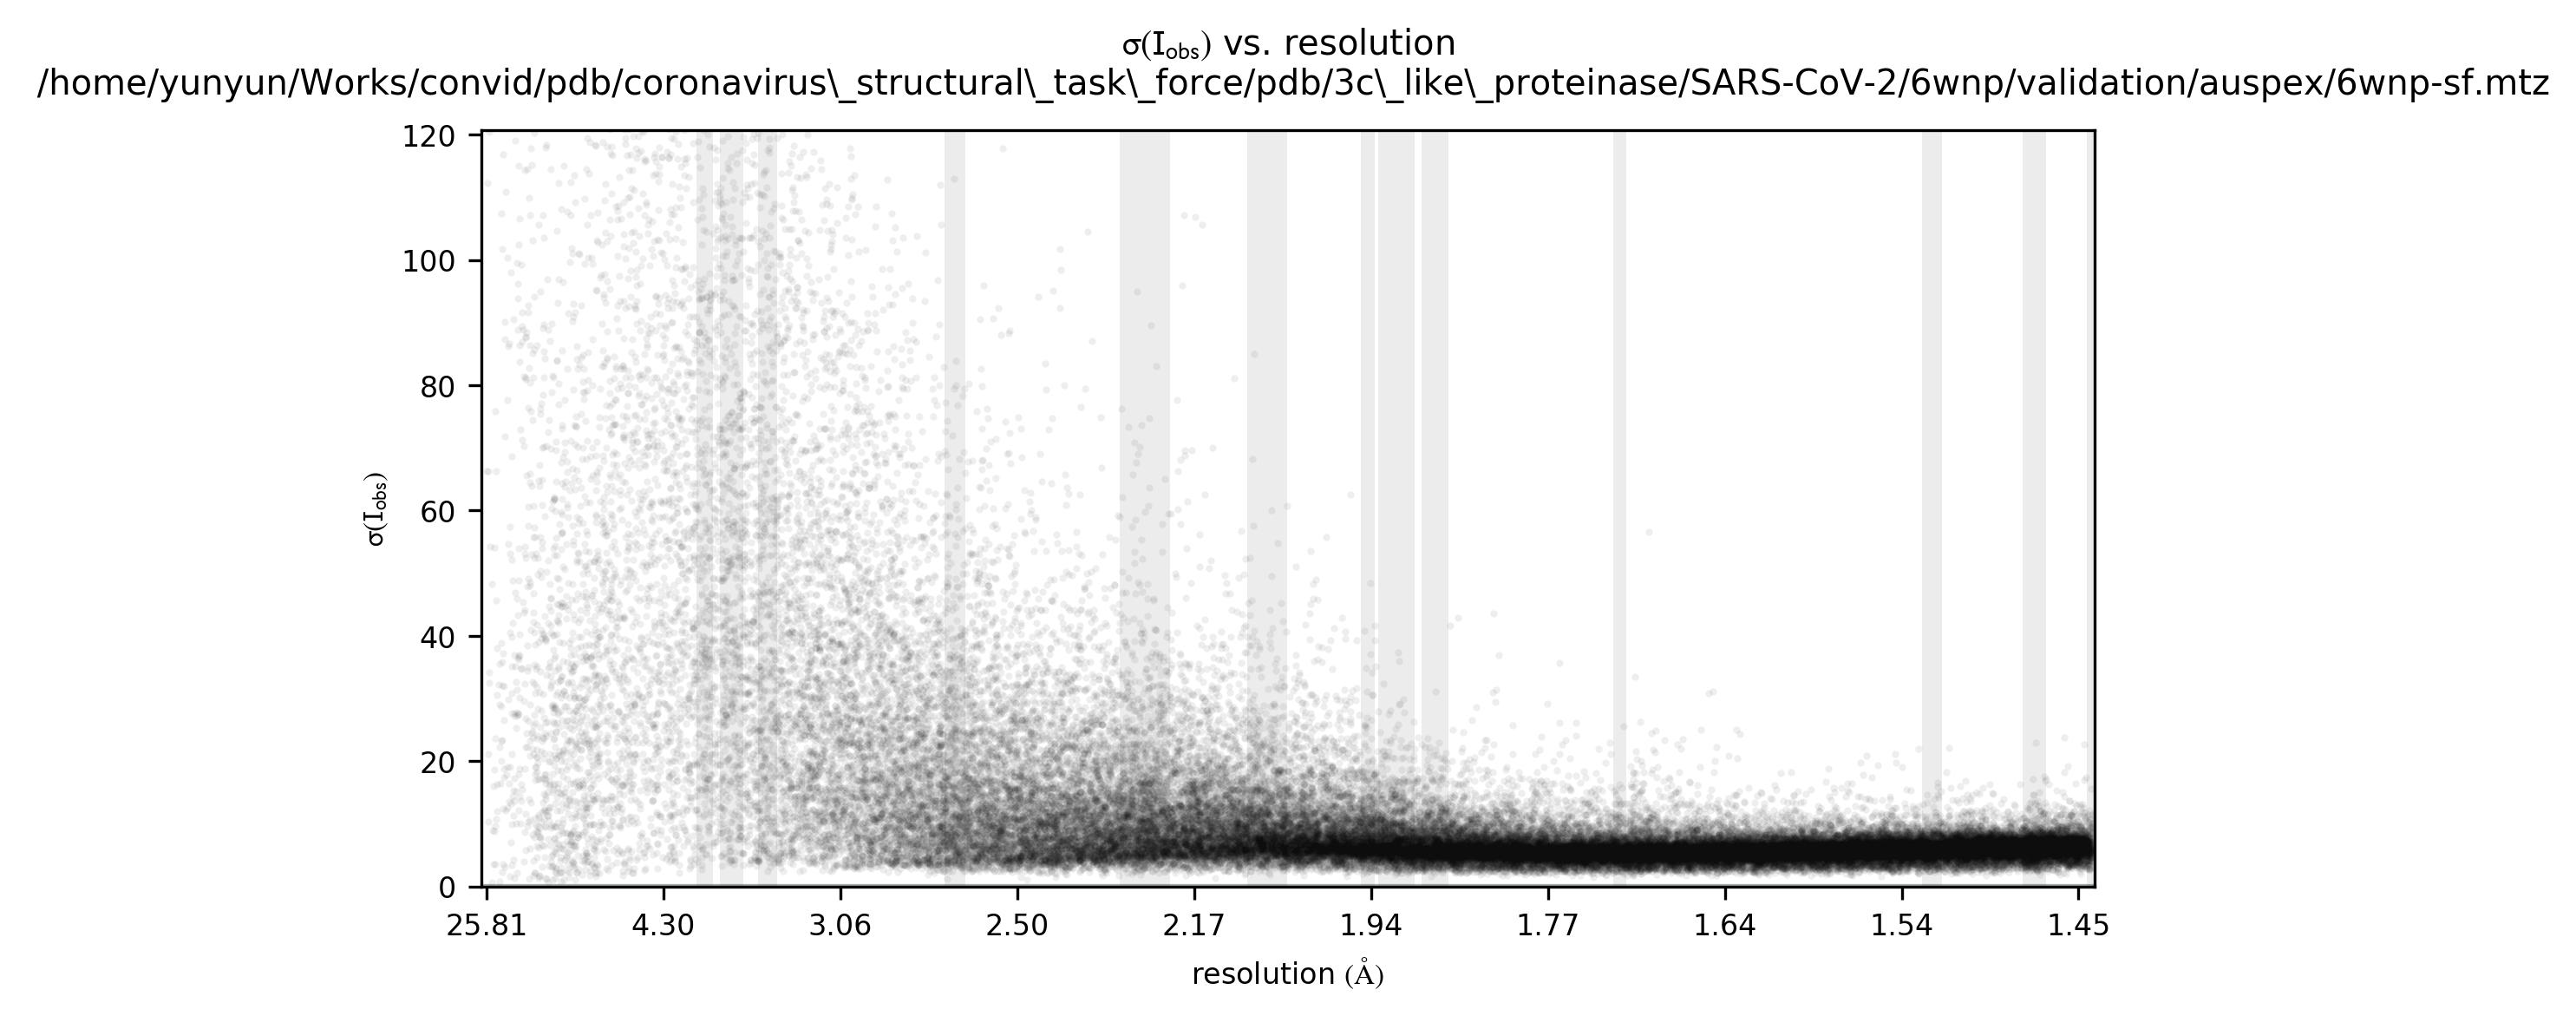 σ(I_obs) vs. resolution
/home/yunyun/Works/convid/pdb/coronavirus\_structural\_task\_force/pdb/3c\_like\_proteinase/SARS-CoV-2/6wnp/validation/auspex/6wnp-sf.mtz
120
100
80
60
40
20
0
σ(I_obs)
25.81 4.30 3.06 2.50 2.17 1.94 1.77 1.64 1.54 1.45
resolution (Å)